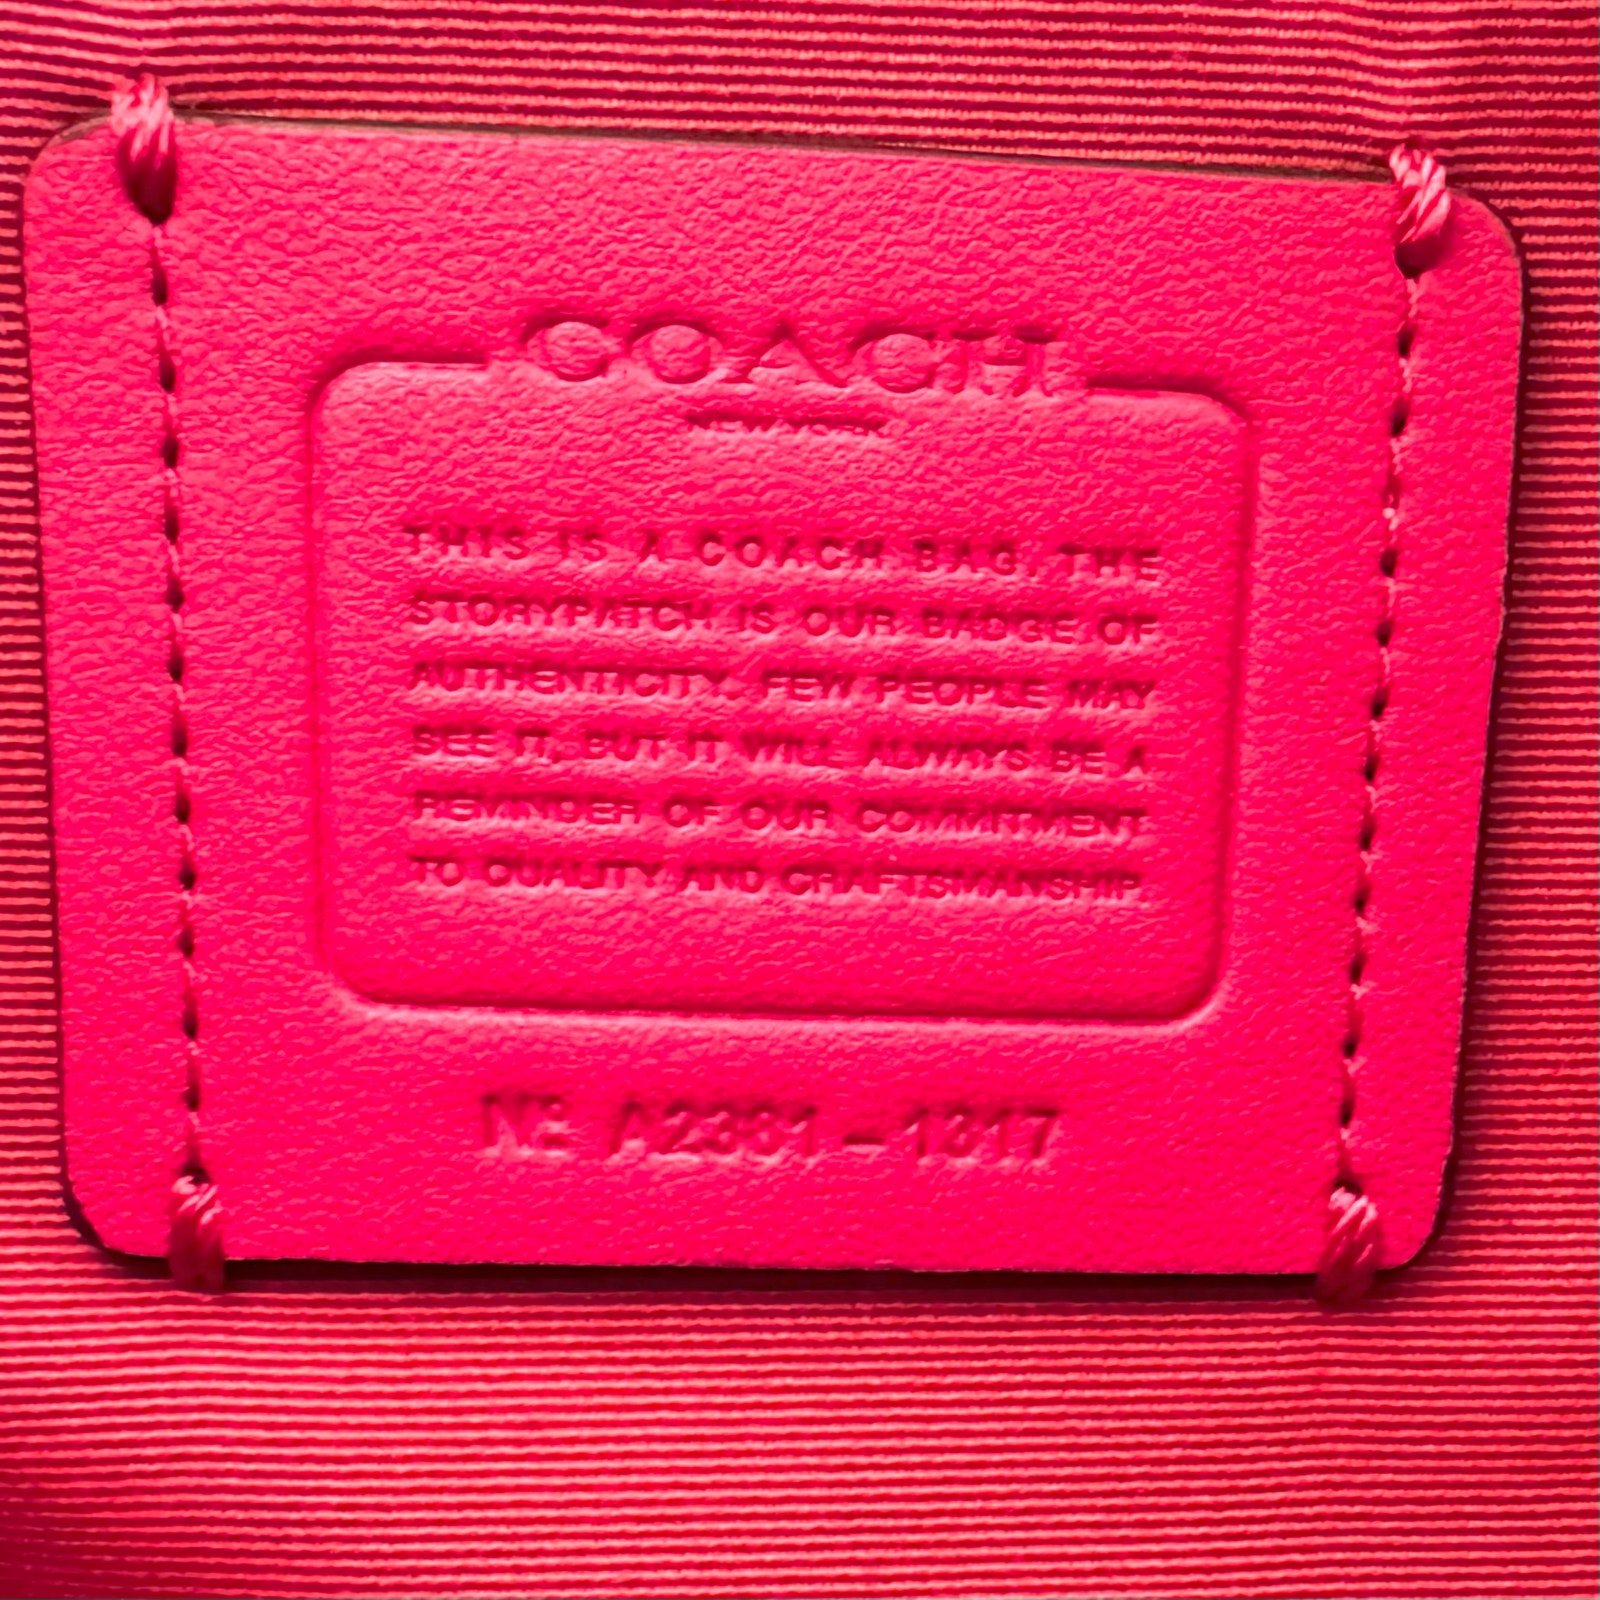 COACH
NEW YORK
THIS IS A COACH BAG, THE
STORYPATCH IS OUR BADGE OF
AUTHENTICITY. FEW PEOPLE MAY
SEE IT, BUT IT WILL ALWAYS BE A
REMINDER OF OUR COMMITMENT
TO QUALITY AND CRAFTSMANSHIP.
Nº A2361-1317